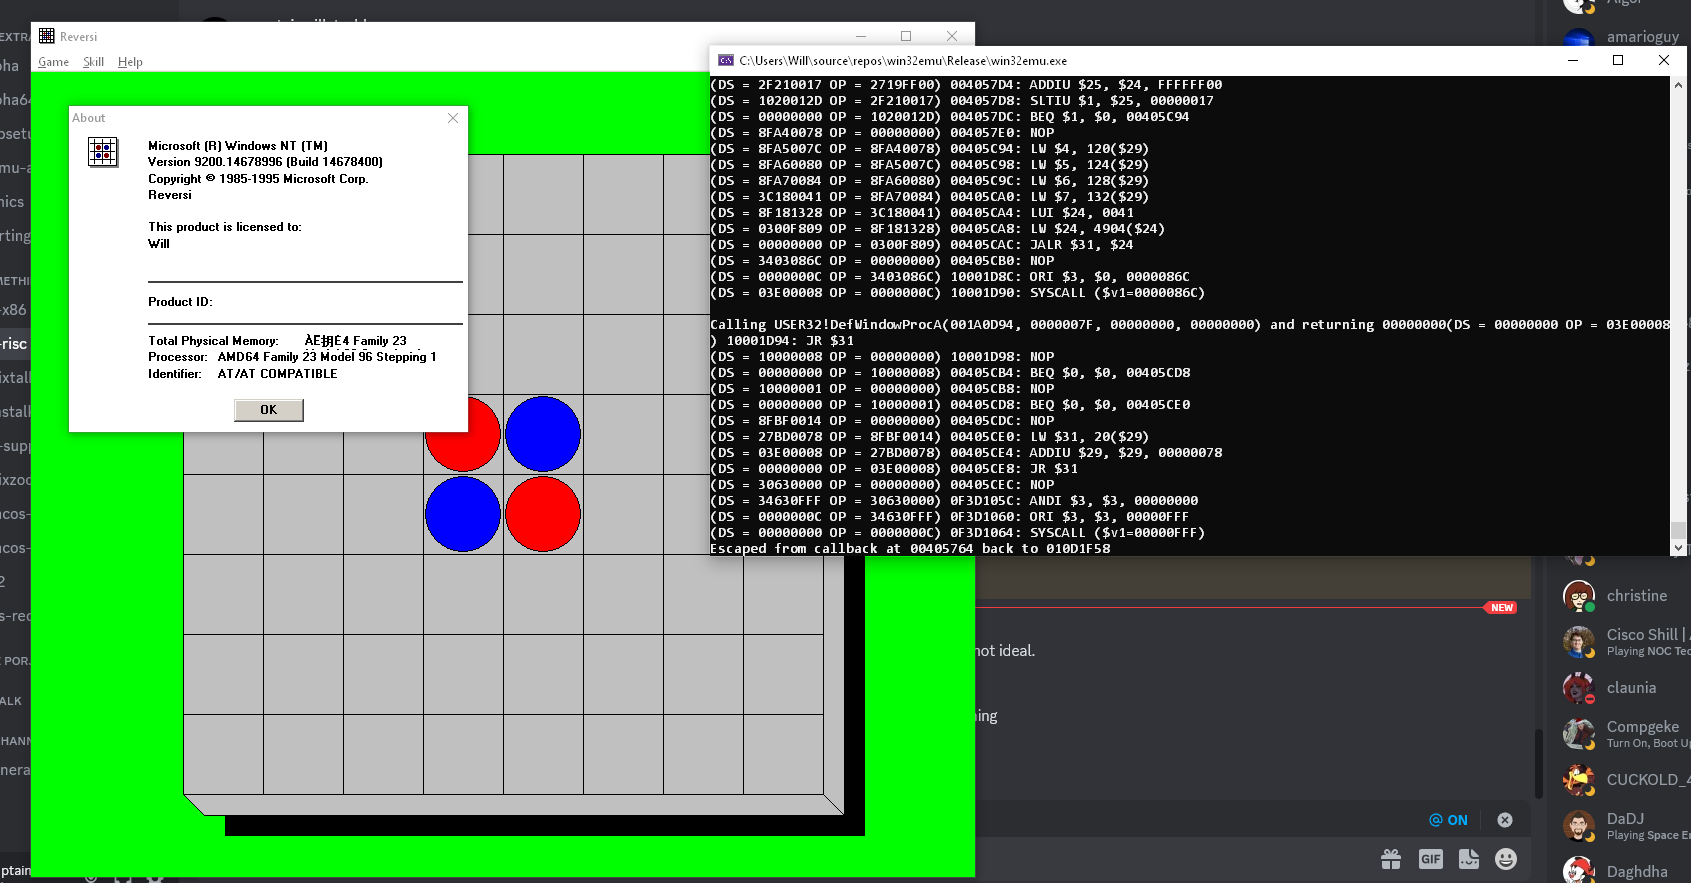 Reversi
Game Skill Help
About
Microsoft (R) Windows NT (TM)
Version 9200.14678996 (Build 14678400)
Copyright © 1985-1995 Microsoft Corp.
Reversi
This product is licensed to:
Will
Product ID:
Total Physical Memory: 4 Family 23
Processor: AMD64 Family 23 Model 96 Stepping 1
Identifier: AT/AT COMPATIBLE
OK
C:\Users\Will\source\repos\win32emu\Release\win32emu.exe
(DS = 2F210017 OP = 2719FF00) 004057D4: ADDIU $25, $24, FFFFFF00
(DS = 1020012D OP = 2F210017) 004057D8: SLTIU $1, $25, 00000017
(DS = 00000000 OP = 1020012D) 004057DC: BEQ $1, $0, 00405C94
(DS = 8FA40078 OP = 00000000) 004057E0: NOP
(DS = 8FA5007C OP = 8FA40078) 00405C94: LW $4, 120($29)
(DS = 8FA60080 OP = 8FA5007C) 00405C98: LW $5, 124($29)
(DS = 8FA70084 OP = 8FA60080) 00405C9C: LW $6, 128($29)
(DS = 3C180041 OP = 8FA70084) 00405CA0: LW $7, 132($29)
(DS = 8F181328 OP = 3C180041) 00405CA4: LUI $24, 0041
(DS = 0300F809 OP = 8F181328) 00405CA8: LW $24, 4904($24)
(DS = 00000000 OP = 0300F809) 00405CAC: JALR $31, $24
(DS = 3403086C OP = 00000000) 00405CB0: NOP
(DS = 0000000C OP = 3403086C) 10001D8C: ORI $3, $0, 0000086C
(DS = 03E00008 OP = 0000000C) 10001D90: SYSCALL ($v1=0000086C)
Calling USER32!DefWindowProcA(001A0D94, 0000007F, 00000000, 00000000) and returning 00000000(DS = 00000000 OP = 03E00008
) 10001D94: JR $31
(DS = 10000008 OP = 00000000) 10001D98: NOP
(DS = 00000000 OP = 10000008) 00405CB4: BEQ $0, $0, 00405CD8
(DS = 10000001 OP = 00000000) 00405CB8: NOP
(DS = 00000000 OP = 10000001) 00405CD8: BEQ $0, $0, 00405CE0
(DS = 8FBF0014 OP = 00000000) 00405CDC: NOP
(DS = 27BD0078 OP = 8FBF0014) 00405CE0: LW $31, 20($29)
(DS = 03E00008 OP = 27BD0078) 00405CE4: ADDIU $29, $29, 00000078
(DS = 00000000 OP = 03E00008) 00405CE8: JR $31
(DS = 30630000 OP = 00000000) 00405CEC: NOP
(DS = 34630FFF OP = 30630000) 0F3D105C: ANDI $3, $3, 00000000
(DS = 0000000C OP = 34630FFF) 0F3D1060: ORI $3, $3, 00000FFF
(DS = 00000000 OP = 0000000C) 0F3D1064: SYSCALL ($v1=00000FFF)
Escaped from callback at 00405764 back to 010D1F58
NEW
not ideal.
@ ON
GIF
amarioguy
christine
Cisco Shill |
Playing NOC Tec
claunia
Compgeke
Turn On, Boot Up
CUCKOLD_4
DaDJ
Playing Space En
Daghdha